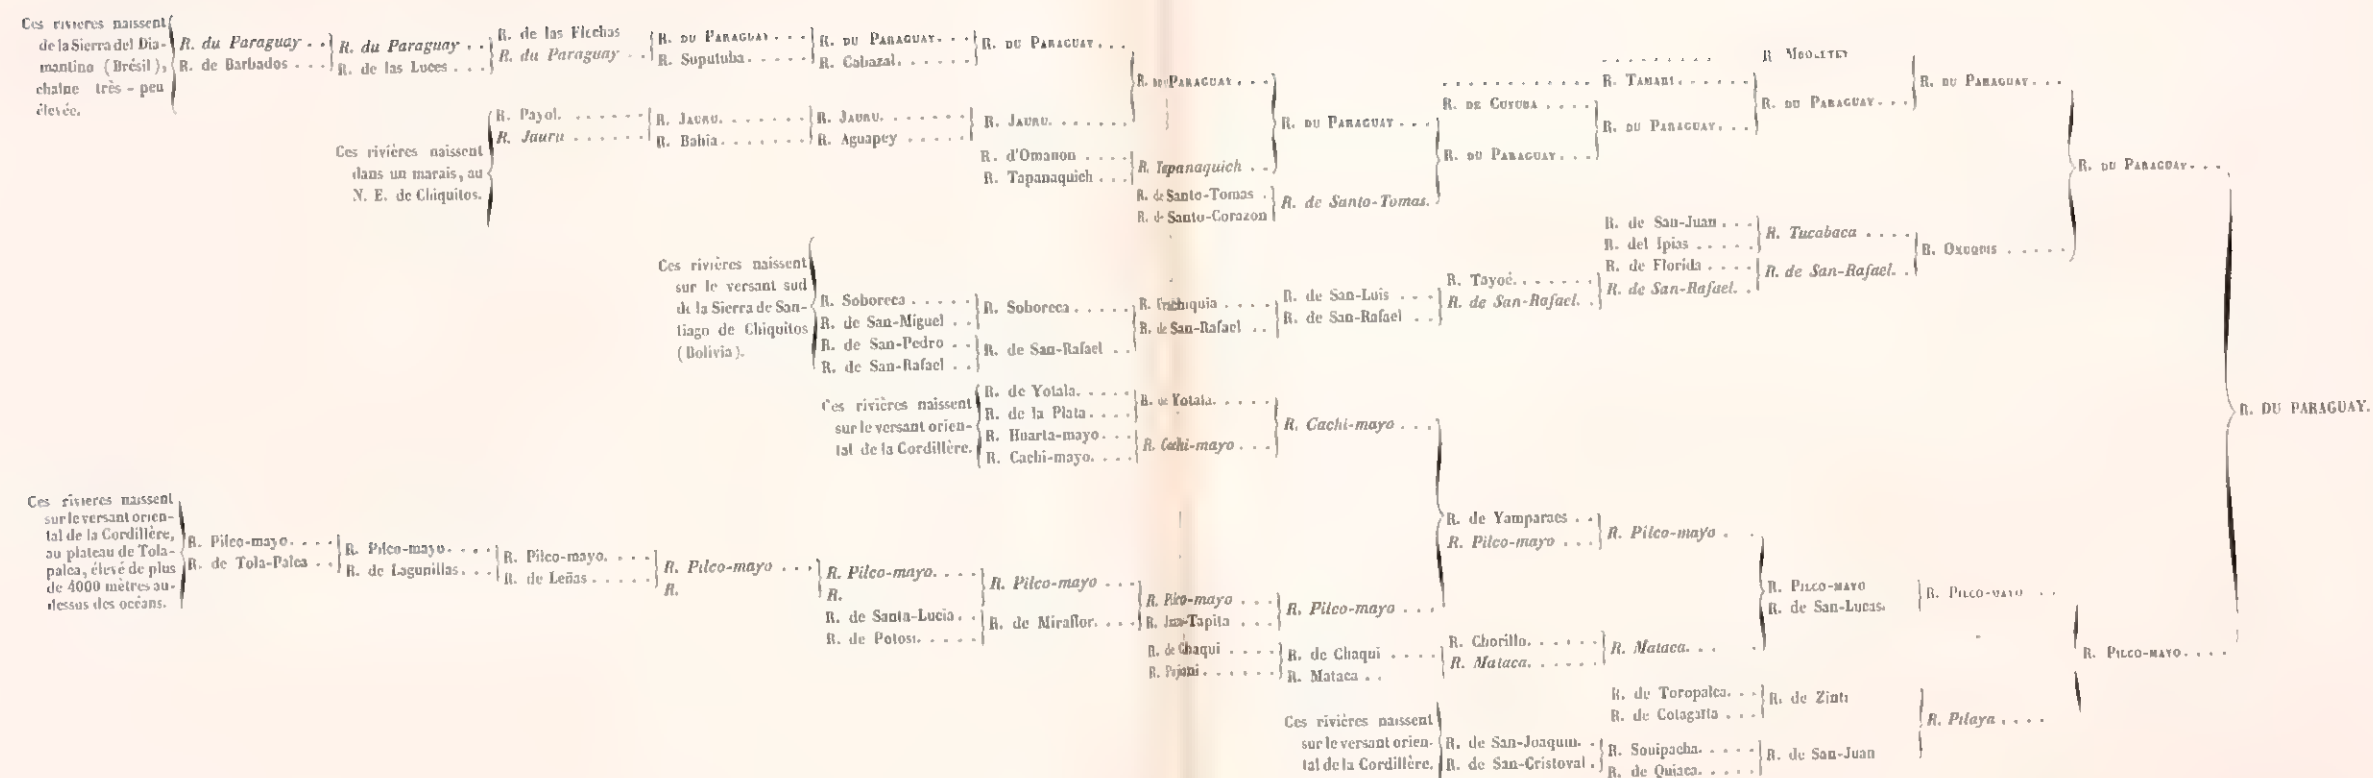 Ces rivières naissent
de la Sierra del Dia-
mantino (Brésil),
chaîne très-peu
élevée.
R. du Paraguay
R. de Barbados
R. du Paraguay
R. de las Luces
R. de las Flechas
R. du Paraguay
R. DU PARAGUAY
R. Suputuba
R. DU PARAGUAY
R. Cabazal
R. DU PARAGUAY
Ces rivières naissent
dans un marais, au
N. E. de Chiquitos.
R. Payol
R. Jauru
R. JAURU
R. Bahia
R. JAURU
R. Aguapey
R. JAURU
R. DU PARAGUAY
R. d'Omanon
R. Tapanaquich
R. Tapanaquich
R. DU PARAGUAY
R. de Santo-Tomas
R. de Santo-Corazon
R. de Santo-Tomas.
R. DE CUYUBA
R. DU PARAGUAY
R. TAMARI
R. DU PARAGUAY
R.
R. DU PARAGUAY
R. DU PARAGUAY
R. DU PARAGUAY
Ces rivières naissent
sur le versant sud
de la Sierra de San-
tiago de Chiquitos
(Bolivia).
R. Soboreca
R. de San-Miguel
R. de San-Pedro
R. de San-Rafael
R. Soboreca
R. de San-Rafael
R.
R. de San-Rafael
R. de San-Luis
R. de San-Rafael
R. Tayoé
R. de San-Rafael.
R. de San-Juan
R. del Ipias
R. de Florida
R. de San-Rafael.
R. Tucabaca
R. de San-Rafael.
R. OXUQUIS
Ces rivières naissent
sur le versant orien-
tal de la Cordillère.
R. de Yotala
R. de la Plata
R. Huarta-mayo
R. Cachi-mayo
R. de Yotala
R. Cachi-mayo
R. Cachi-mayo
Ces rivières naissent
sur le versant orien-
tal de la Cordillère,
au plateau de Tola-
palca, élevé de plus
de 4000 mètres au-
dessus des océans.
R. Pilco-mayo
R. de Tola-Palca
R. Pilco-mayo
R. de Lagunillas
R. Pilco-mayo
R. de Leñas
R. Pilco-mayo
R.
R. Pilco-mayo
R.
R. de Santa-Lucia
R. de Potosi
R. Pilco-mayo
R. de Miraflor
R. Pilco-mayo
R.
R. Pilco-mayo
R. de Chaqui
R.
R. de Chaqui
R. Mataca
R. de Yamparaes
R. Pilco-mayo
R. Pilco-mayo
R. Chorillo
R. Mataca
R. Mataca
R. PILCO-MAYO
R. de San-Lucas.
R. PILCO-MAYO
Ces rivières naissent
sur le versant orien-
tal de la Cordillère.
R. de San-Joaquin
R. de San-Cristoval
R. de Toropalca
R. de Cotagaita
R. Souipacha
R. de Quiaca
R. de Zinti
R. de San-Juan
R. Pilaya
R. PILCO-MAYO
R. DU PARAGUAY.